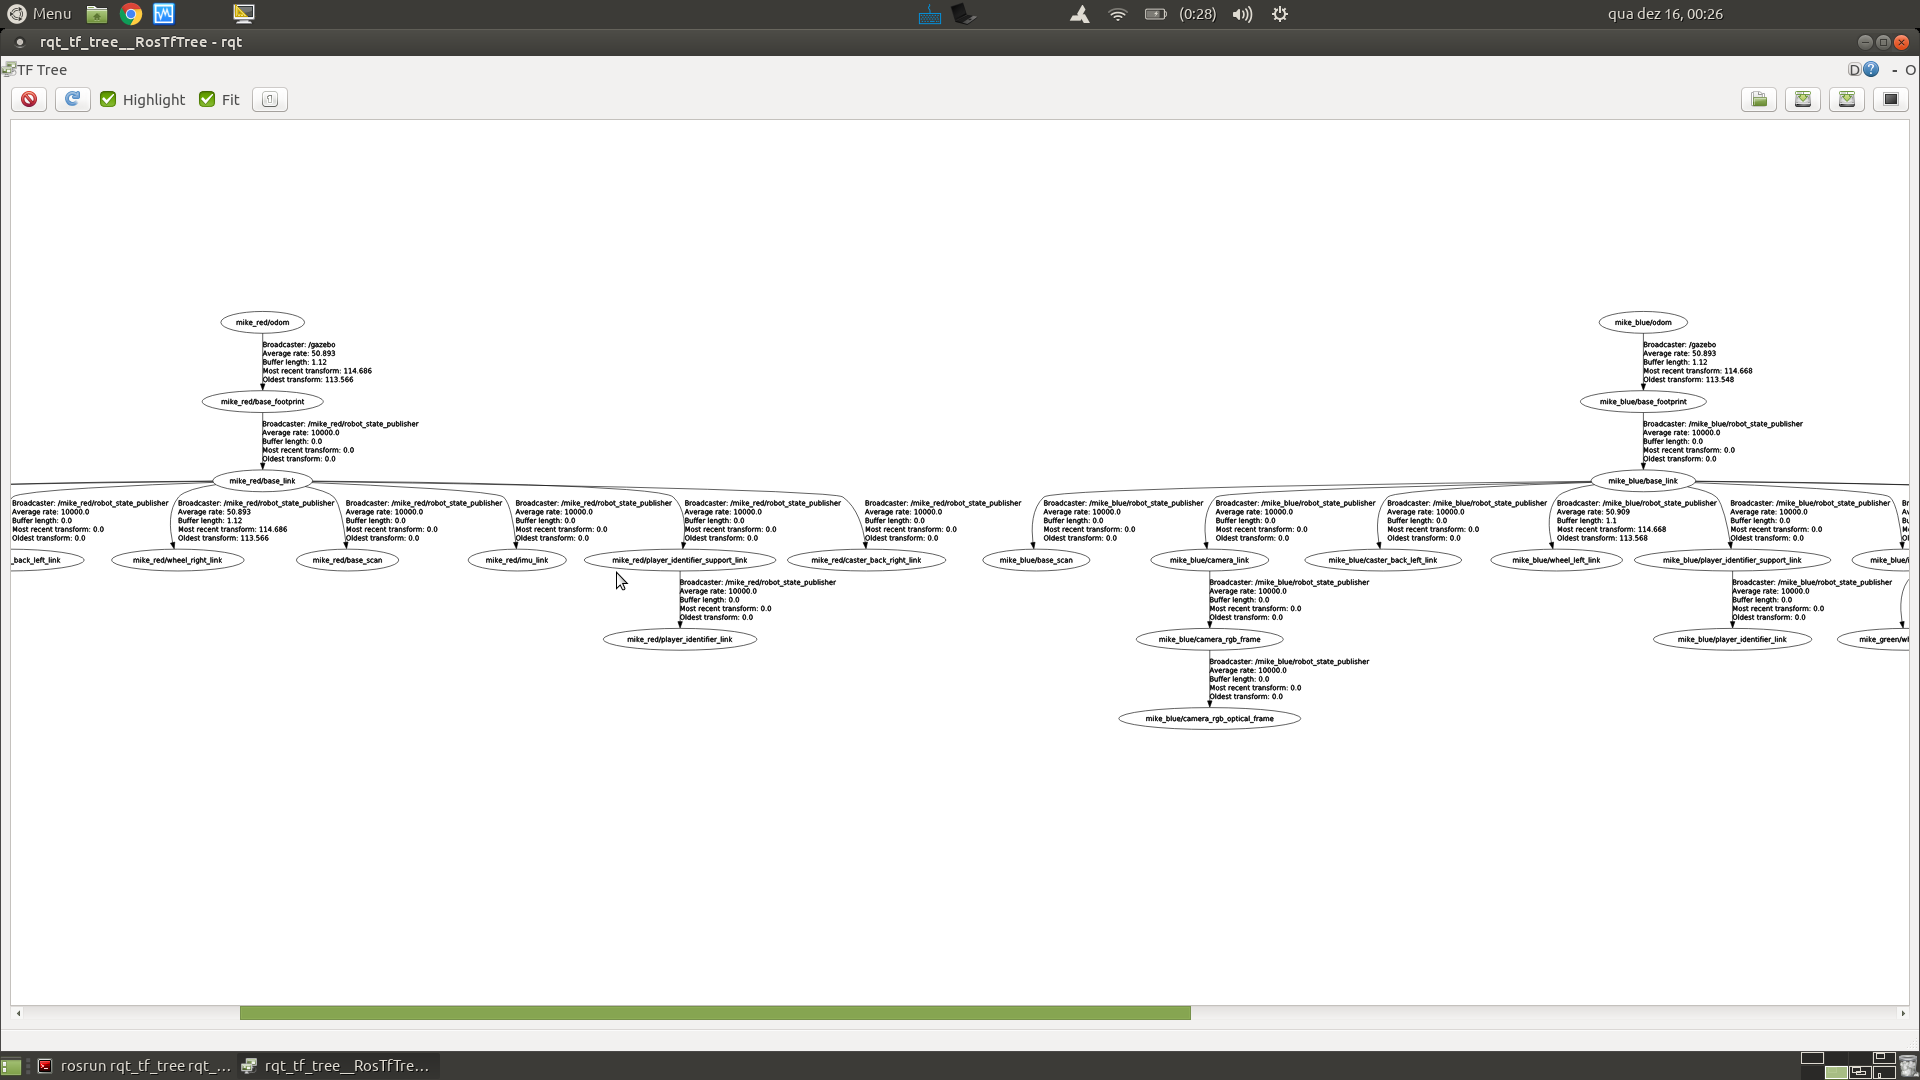 Menu
(0:28)
qua dez 16, 00:26
rqt_tf_tree__RosTfTree - rqt
TF Tree
D
?
- O
Highlight
Fit
mike_red/odom
Broadcaster: /gazebo
Average rate: 50.893
Buffer length: 1.12
Most recent transform: 114.686
Oldest transform: 113.566
mike_red/base_footprint
Broadcaster: /mike_red/robot_state_publisher
Average rate: 10000.0
Buffer length: 0.0
Most recent transform: 0.0
Oldest transform: 0.0
mike_red/base_link
Broadcaster: /mike_red/robot_state_publisher
Average rate: 10000.0
Buffer length: 0.0
Most recent transform: 0.0
Oldest transform: 0.0
_back_left_link
Broadcaster: /mike_red/robot_state_publisher
Average rate: 50.893
Buffer length: 1.12
Most recent transform: 114.686
Oldest transform: 113.566
mike_red/wheel_right_link
Broadcaster: /mike_red/robot_state_publisher
Average rate: 10000.0
Buffer length: 0.0
Most recent transform: 0.0
Oldest transform: 0.0
mike_red/base_scan
Broadcaster: /mike_red/robot_state_publisher
Average rate: 10000.0
Buffer length: 0.0
Most recent transform: 0.0
Oldest transform: 0.0
mike_red/imu_link
Broadcaster: /mike_red/robot_state_publisher
Average rate: 10000.0
Buffer length: 0.0
Most recent transform: 0.0
Oldest transform: 0.0
mike_red/player_identifier_support_link
Broadcaster: /mike_red/robot_state_publisher
Average rate: 10000.0
Buffer length: 0.0
Most recent transform: 0.0
Oldest transform: 0.0
mike_red/player_identifier_link
Broadcaster: /mike_red/robot_state_publisher
Average rate: 10000.0
Buffer length: 0.0
Most recent transform: 0.0
Oldest transform: 0.0
mike_red/caster_back_right_link
mike_blue/odom
Broadcaster: /gazebo
Average rate: 50.893
Buffer length: 1.12
Most recent transform: 114.668
Oldest transform: 113.548
mike_blue/base_footprint
Broadcaster: /mike_blue/robot_state_publisher
Average rate: 10000.0
Buffer length: 0.0
Most recent transform: 0.0
Oldest transform: 0.0
mike_blue/base_link
Broadcaster: /mike_blue/robot_state_publisher
Average rate: 10000.0
Buffer length: 0.0
Most recent transform: 0.0
Oldest transform: 0.0
mike_blue/base_scan
Broadcaster: /mike_blue/robot_state_publisher
Average rate: 10000.0
Buffer length: 0.0
Most recent transform: 0.0
Oldest transform: 0.0
mike_blue/camera_link
Broadcaster: /mike_blue/robot_state_publisher
Average rate: 10000.0
Buffer length: 0.0
Most recent transform: 0.0
Oldest transform: 0.0
mike_blue/camera_rgb_frame
Broadcaster: /mike_blue/robot_state_publisher
Average rate: 10000.0
Buffer length: 0.0
Most recent transform: 0.0
Oldest transform: 0.0
mike_blue/camera_rgb_optical_frame
Broadcaster: /mike_blue/robot_state_publisher
Average rate: 10000.0
Buffer length: 0.0
Most recent transform: 0.0
Oldest transform: 0.0
mike_blue/caster_back_left_link
Broadcaster: /mike_blue/robot_state_publisher
Average rate: 50.909
Buffer length: 1.1
Most recent transform: 114.668
Oldest transform: 113.568
mike_blue/wheel_left_link
Broadcaster: /mike_blue/robot_state_publisher
Average rate: 10000.0
Buffer length: 0.0
Most recent transform: 0.0
Oldest transform: 0.0
mike_blue/player_identifier_support_link
Broadcaster: /mike_blue/robot_state_publisher
Average rate: 10000.0
Buffer length: 0.0
Most recent transform: 0.0
Oldest transform: 0.0
mike_blue/player_identifier_link
mike_blue/i
mike_green/wl
rosrun rqt_tf_tree rqt_...
rqt_tf_tree__RosTfTre...